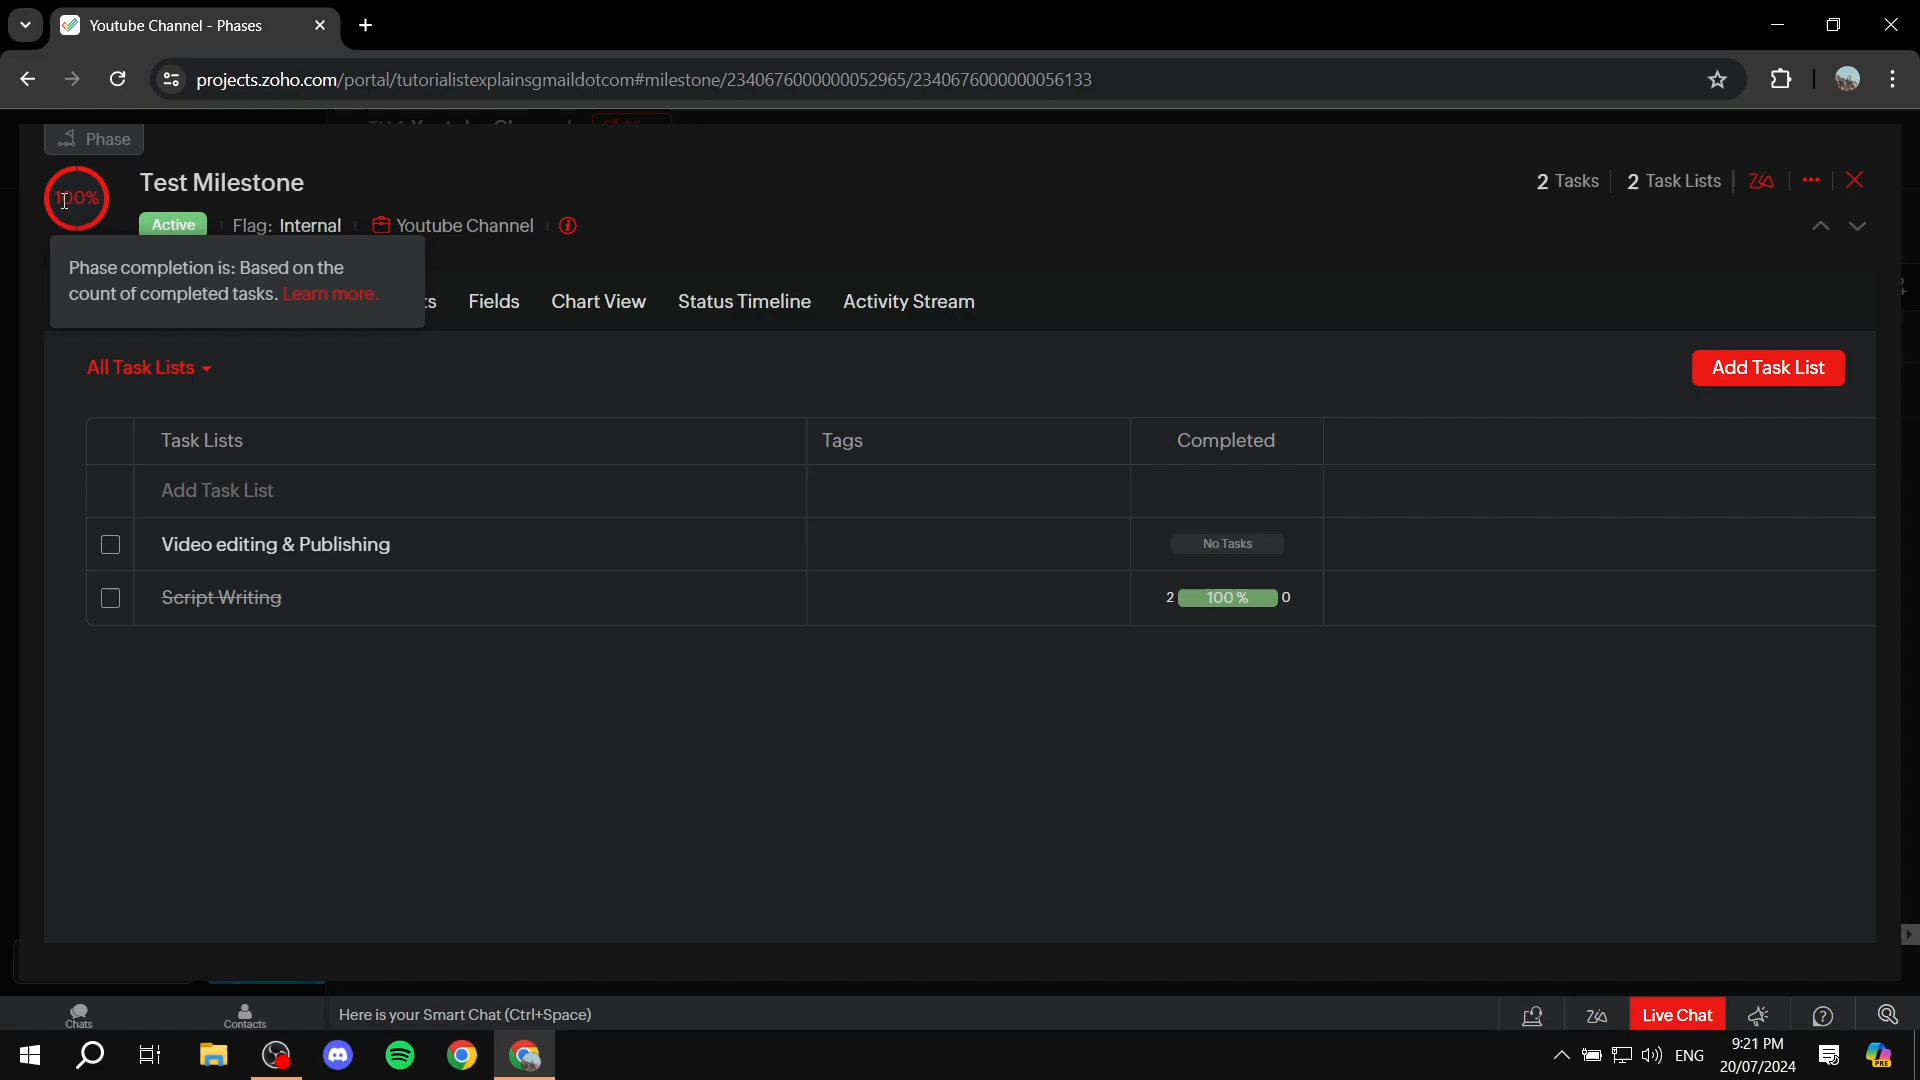 Youtube Channel - Phases
projects.zoho.com/portal/tutorialistexplainsgmaildotcom#milestone/2340676000000052965/2340676000000056133
Phase
100%
Test Milestone
2 Tasks
2 Task Lists
Active
Flag: Internal
Youtube Channel
Phase completion is: Based on the
count of completed tasks. Learn more.
ts
Fields
Chart View
Status Timeline
Activity Stream
All Task Lists
Add Task List
Task Lists
Tags
Completed
Add Task List
Video editing & Publishing
No Tasks
Script Writing
2 100 % 0
Chats
Contacts
Here is your Smart Chat (Ctrl+Space)
Live Chat
ENG
9:21 PM
20/07/2024
PRE